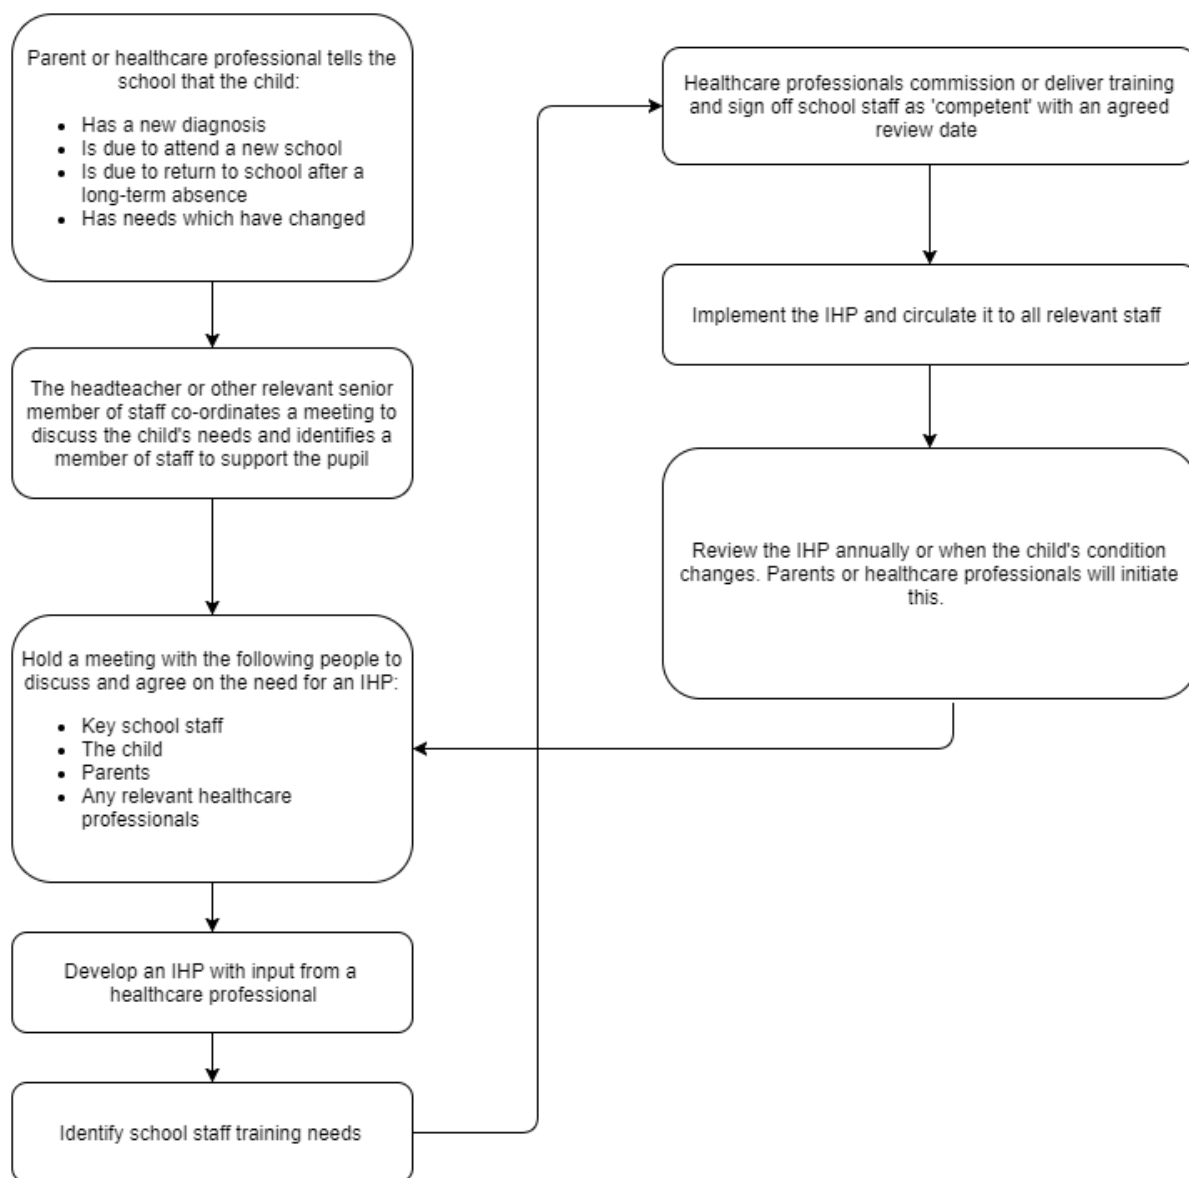 Parent or healthcare professional tells the
school that the child:
• Has a new diagnosis
• Is due to attend a new school
• Is due to return to school after a
long-term absence
• Has needs which have changed
The headteacher or other relevant senior
member of staff co-ordinates a meeting to
discuss the child's needs and identifies a
member of staff to support the pupil
Hold a meeting with the following people to
discuss and agree on the need for an IHP:
• Key school staff
• The child
• Parents
• Any relevant healthcare
professionals
Develop an IHP with input from a
healthcare professional
Identify school staff training needs
Healthcare professionals commission or deliver training
and sign off school staff as 'competent' with an agreed
review date
Implement the IHP and circulate it to all relevant staff
Review the IHP annually or when the child's condition
changes. Parents or healthcare professionals will initiate
this.